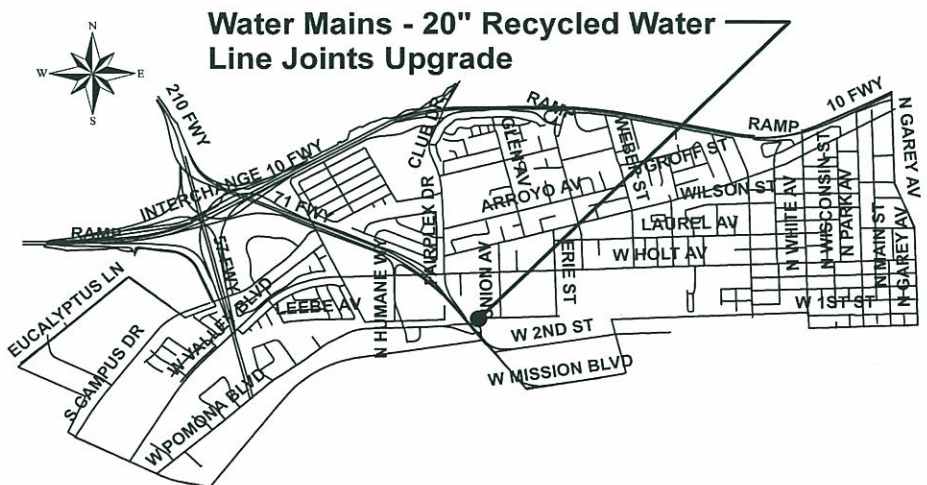 Water Mains - 20" Recycled Water
Line Joints Upgrade
N
W
E
S
210 FWY
CLUB DR
RAMP
10 FWY
RAMP
N GAREY AV
GLEN AV
WEBER ST
GROFF ST
INTERCHANGE 10 FWY
ARROYO AV
WILSON ST
71 FWY
RAMP
57 FWY
FAIRPLEX DR
LAUREL AV
N WHITE AV
N WISCONSIN ST
N PARK AV
N MAIN ST
N GAREY AV
UNION AV
ERIE ST
W HOLT AV
EUCALYPTUS LN
W VALLEY BLVD
LEEBE AV
N HUMANE WY
W 1ST ST
S CAMPUS DR
W 2ND ST
W POMONA BLVD
W MISSION BLVD